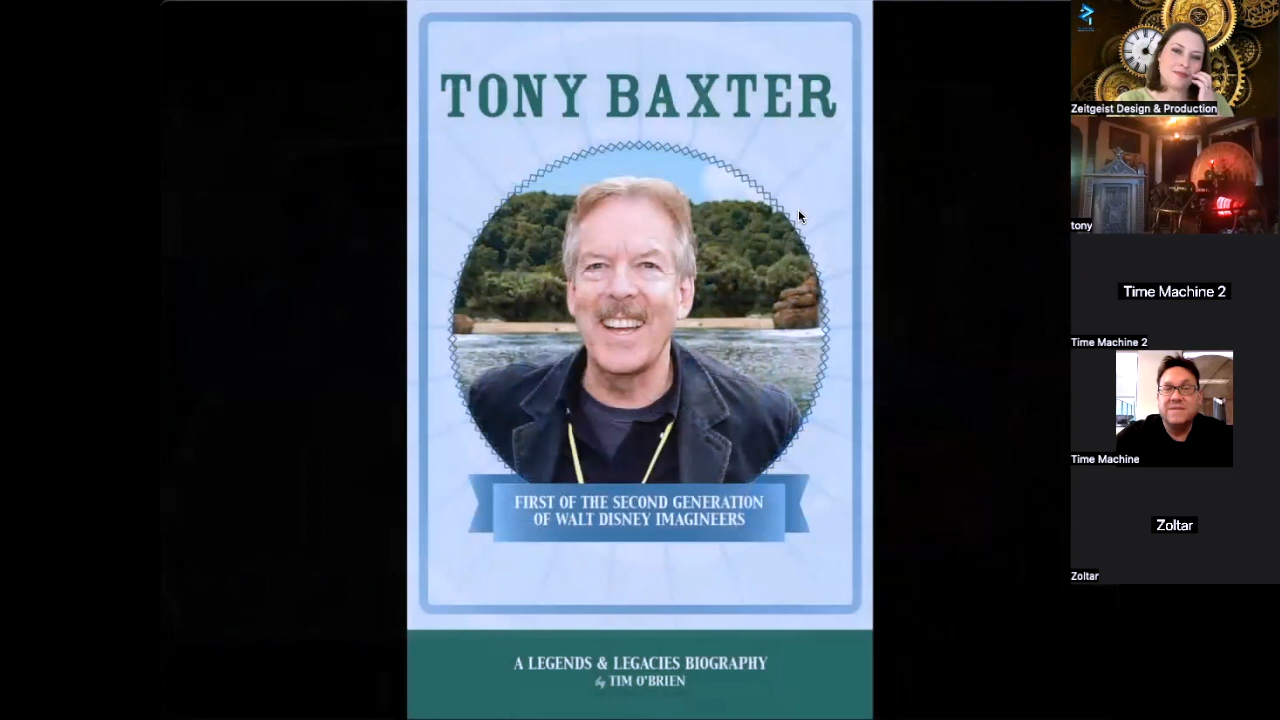 TONY BAXTER
FIRST OF THE SECOND GENERATION
OF WALT DISNEY IMAGINEERS
A LEGENDS & LEGACIES BIOGRAPHY
by TIM O'BRIEN
Zeitgeist Design & Production
tony
Time Machine 2
Time Machine 2
Time Machine
Zoltar
Zoltar